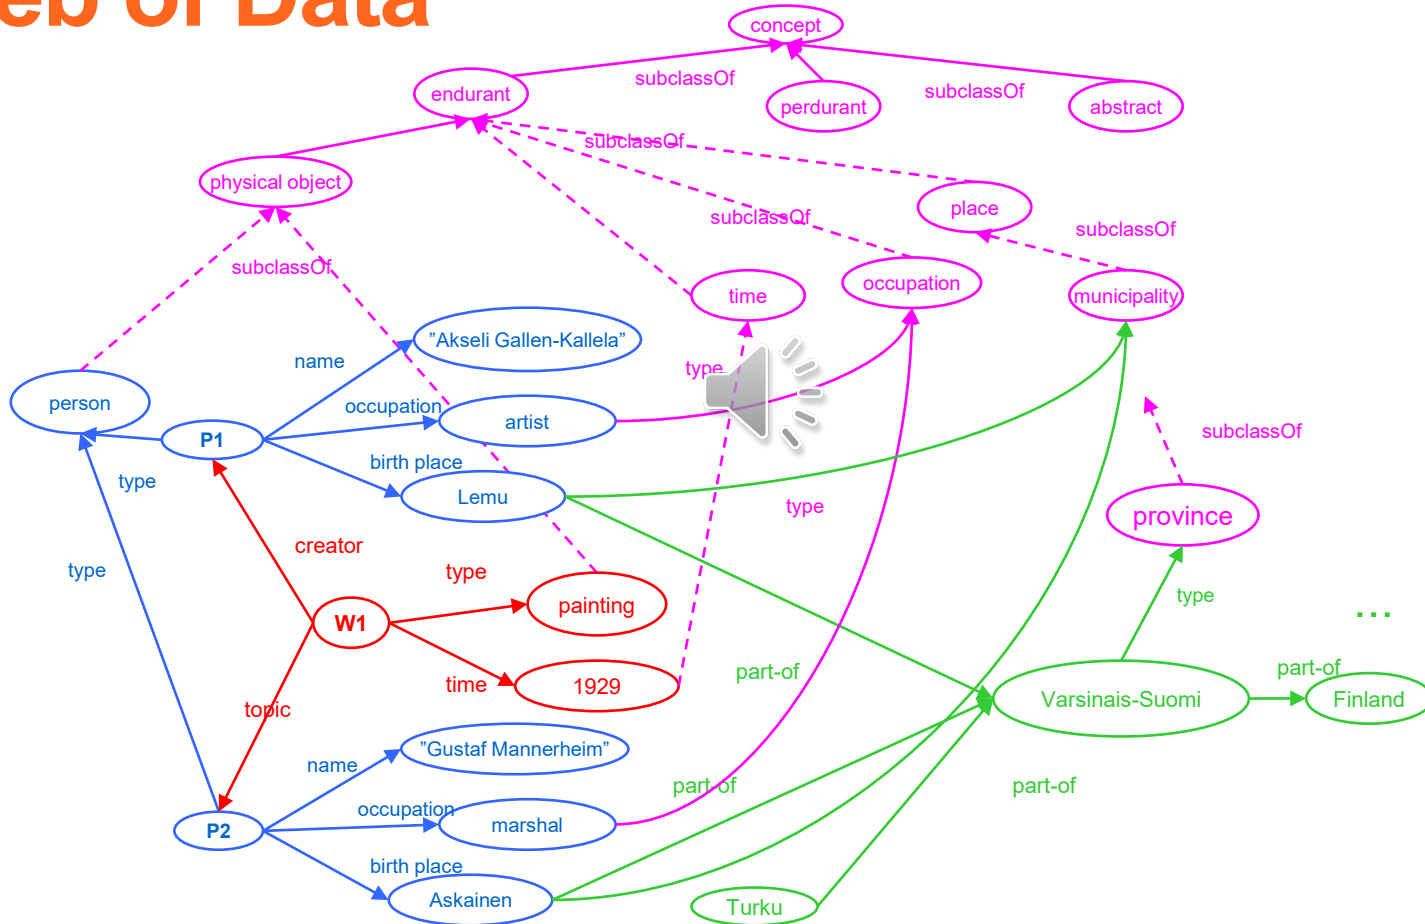 eb of Data
concept
subclassOf
endurant
subclassOf
perdurant
abstract
subclassOf
physical object
place
subclassOf
subclassOf
subclassOf
time
occupation
municipality
"Akseli Gallen-Kallela”
name
type
person
occupation
artist
P1
subclassOf
birth place
type
Lemu
type
province
creator
type
type
type
painting
...
W1
part-of
part-of
time
1929
Varsinais-Suomi
Finland
topic
"Gustaf Mannerheim”
name
part-of
part-of
occupation
marshal
P2
birth place
Askainen
Turku